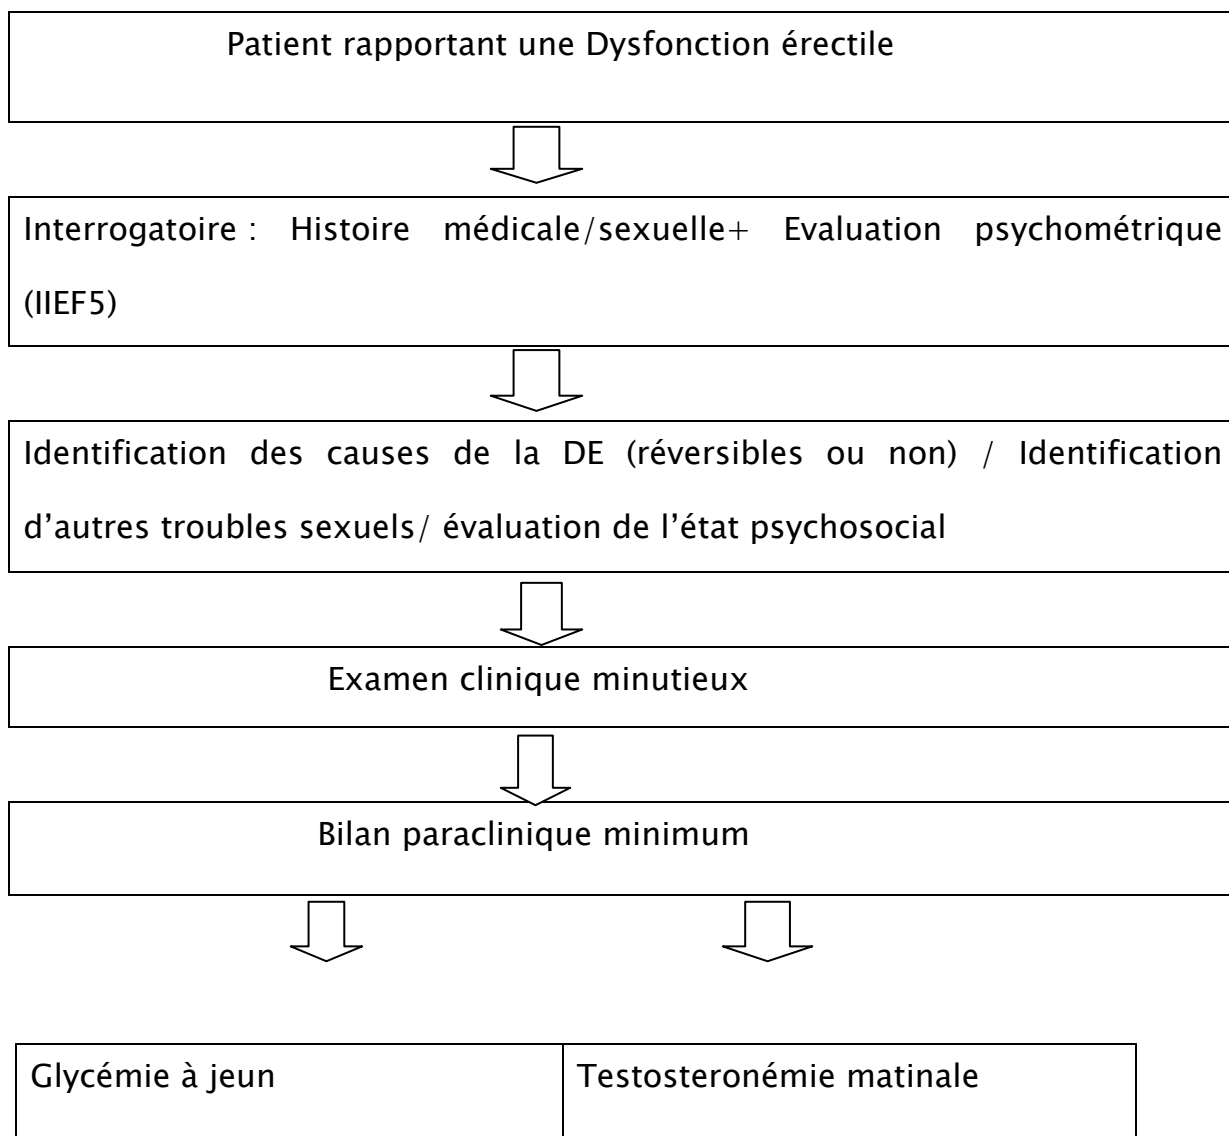 Patient rapportant une Dysfonction érectile
Interrogatoire : Histoire médicale/sexuelle+ Evaluation psychométrique
(IIEF5)
Identification des causes de la DE (réversibles ou non) / Identification
d’autres troubles sexuels/ évaluation de l’état psychosocial
Examen clinique minutieux
Bilan paraclinique minimum
Glycémie à jeun
Testosteronémie matinale